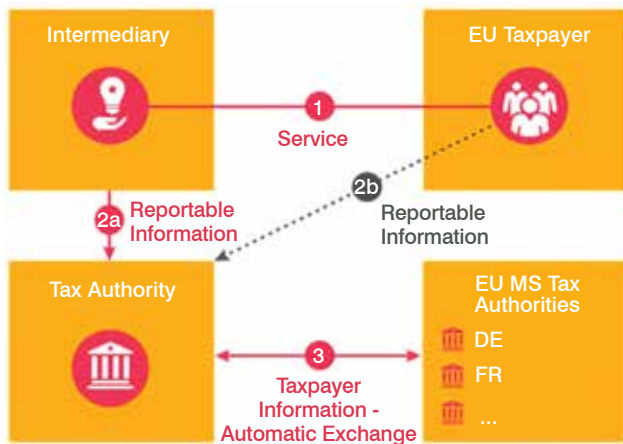 Intermediary
EU Taxpayer
1
Service
2b
2a
Reportable
Information
Reportable
Information
Tax Authority
EU MS Tax
Authorities
DE
FR
...
3
Taxpayer
Information -
Automatic Exchange